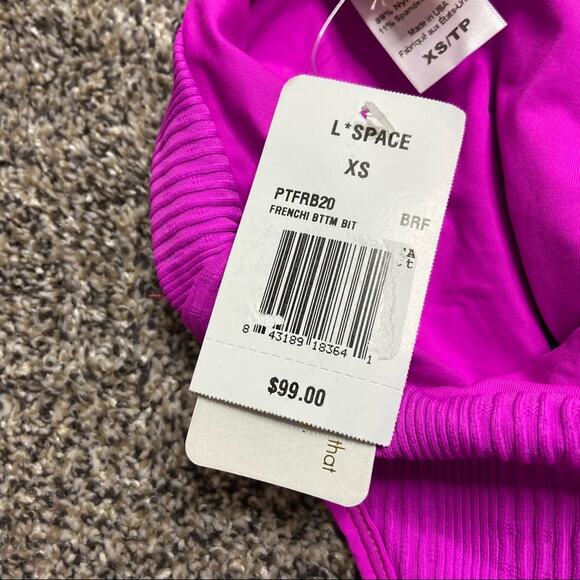 89% Ny
11% Spandex
Made in USA
Fabriqué aux États-Unis
XS/TP
L*SPACE
XS
PTFRB20
FRENCHI BTTM BIT
BRF
8 43189 18364 1
$99.00
that